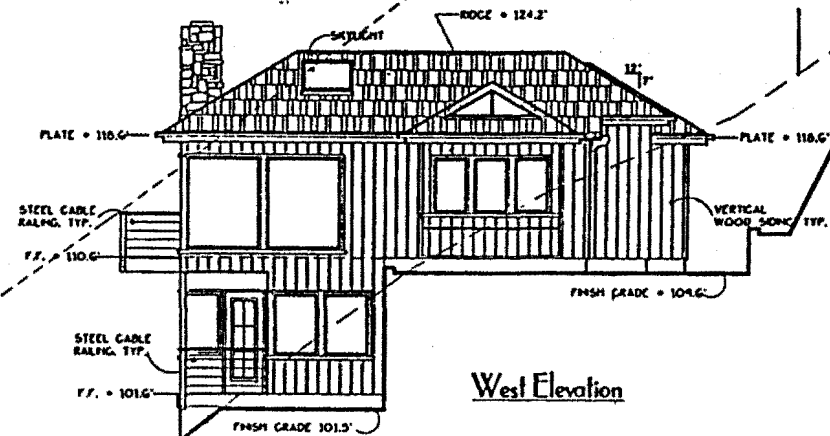 RIDGE = 124.2'
SKYLIGHT
12"
7"
PLATE = 118.6'
PLATE = 118.6'
STEEL CABLE
RAILING, TYP.
VERTICAL
WOOD SIDING TYP.
F.F. = 110.6'
FINISH GRADE = 109.6'
STEEL CABLE
RAILING, TYP.
F.F. = 101.6'
West Elevation
FINISH GRADE 101.5'